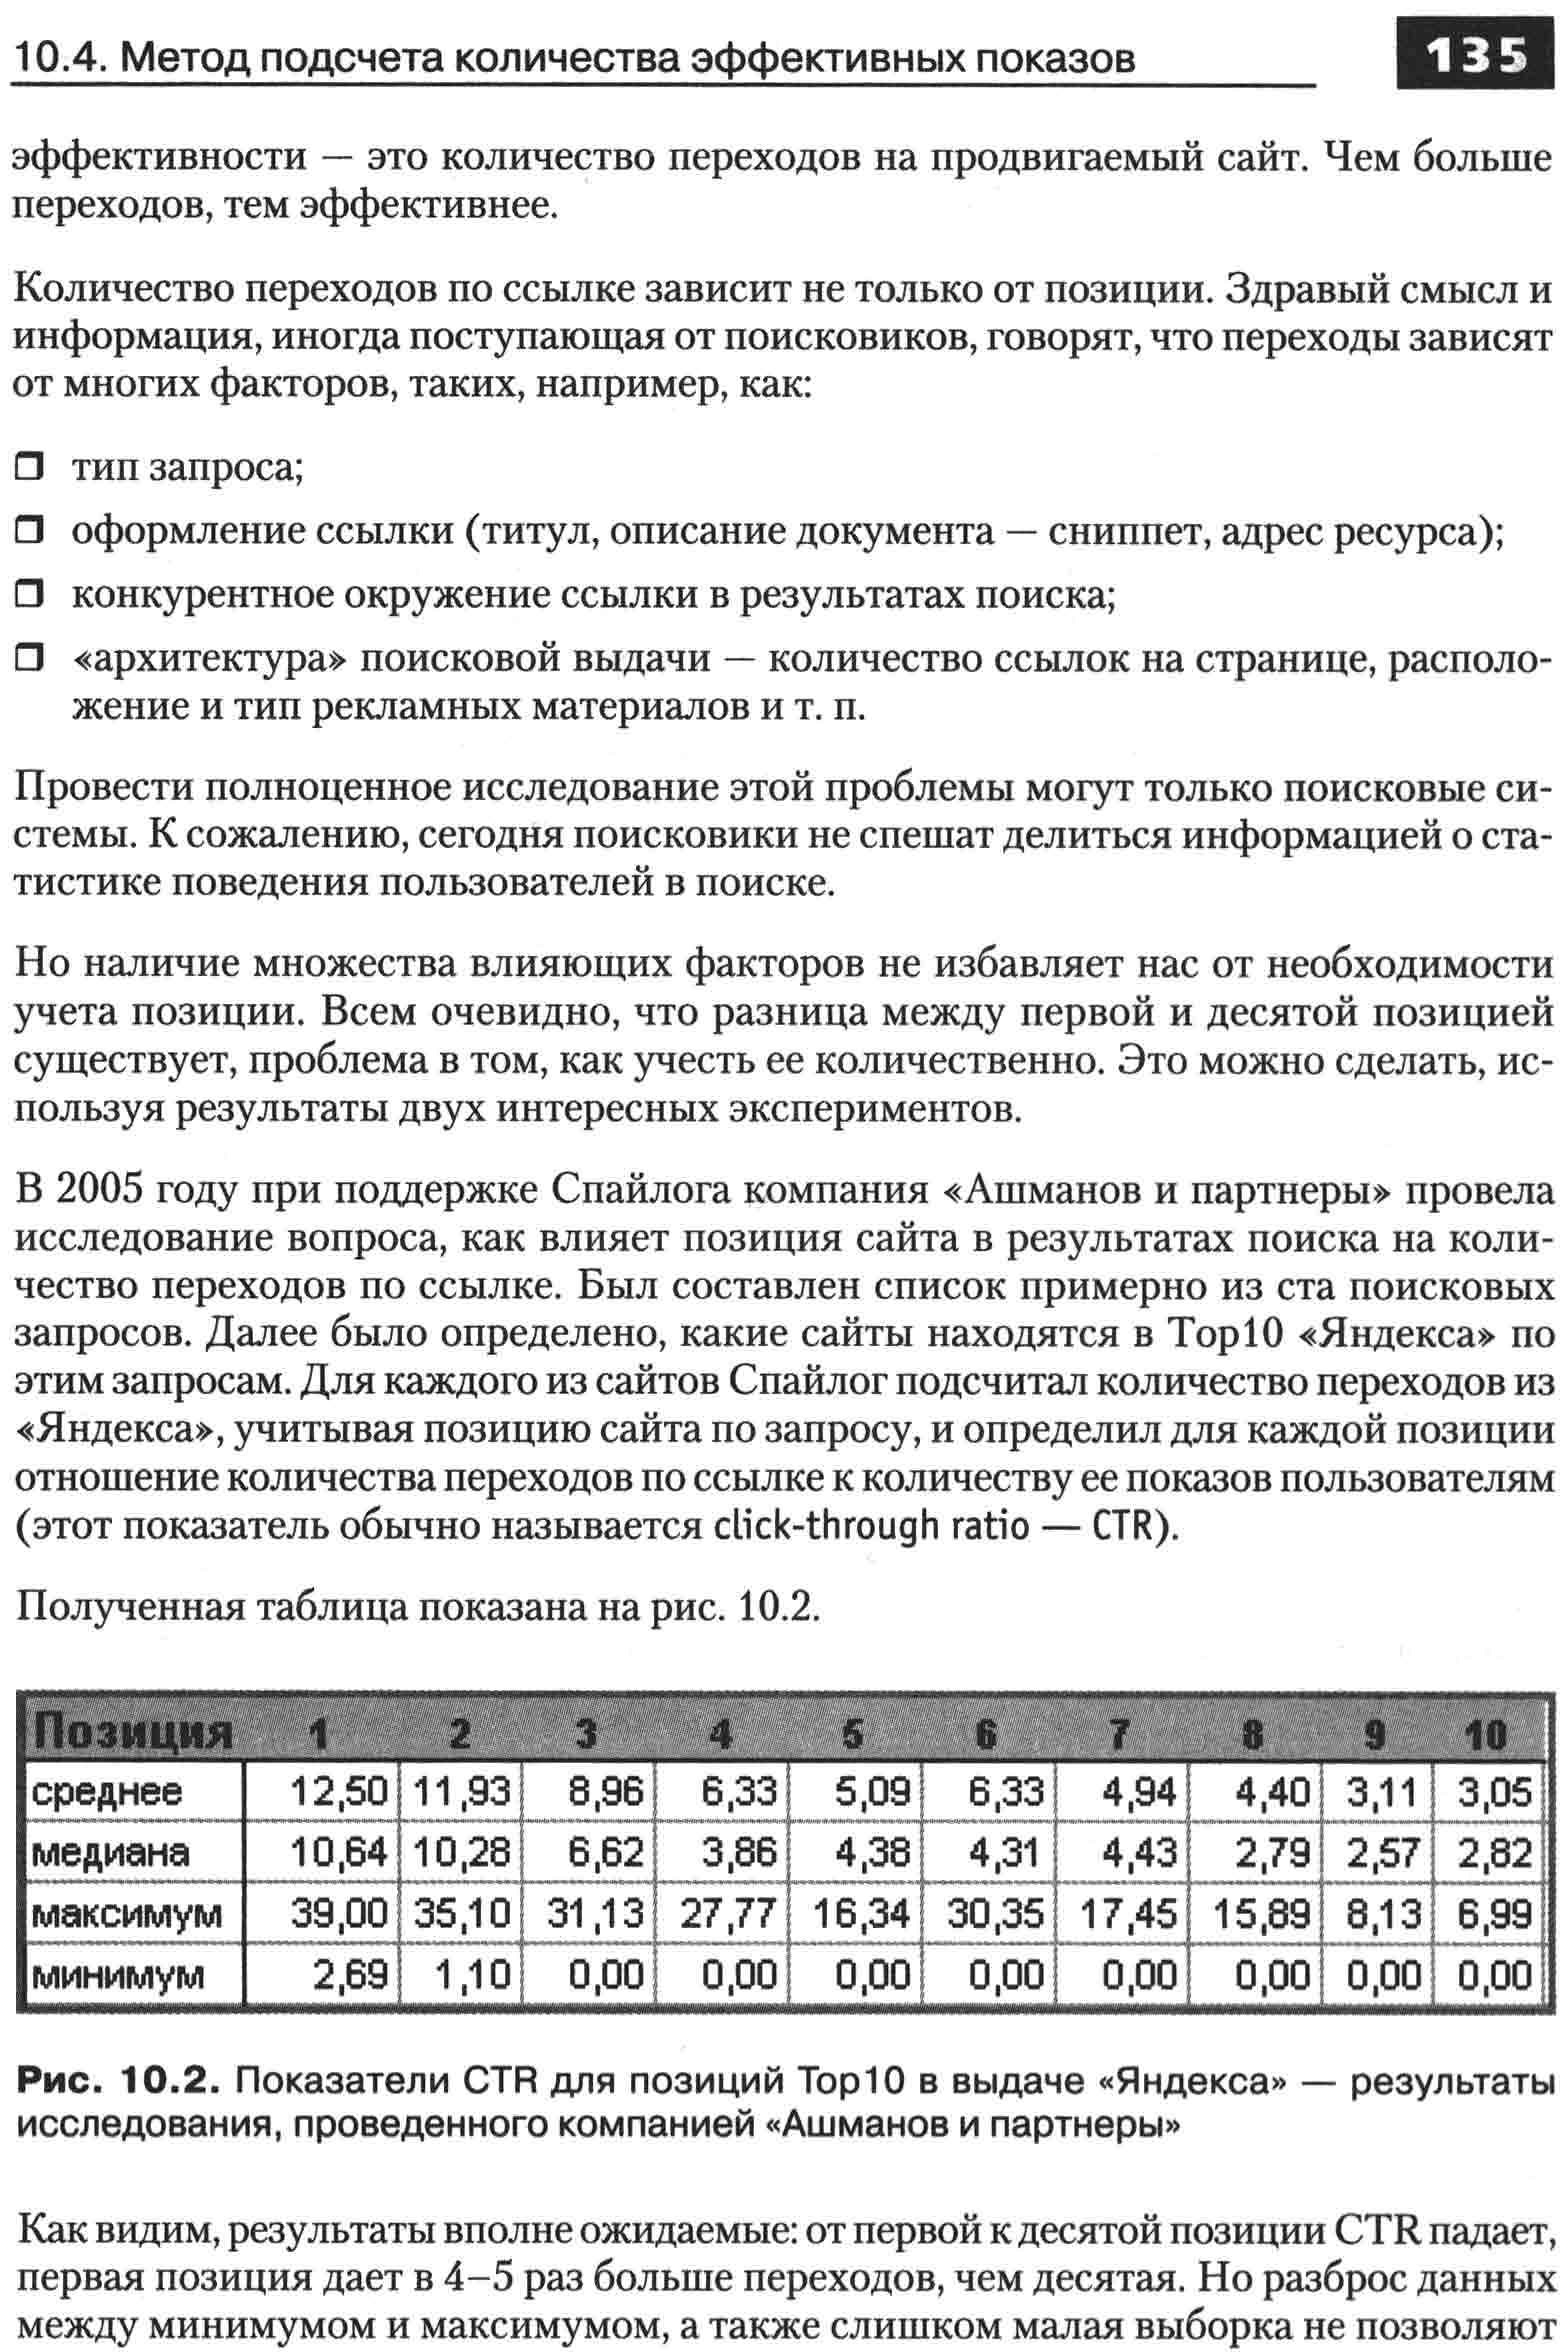 10.4. Метод подсчета количества эффективных показов 135
эффективности — это количество переходов на продвигаемый сайт. Чем больше
переходов, тем эффективнее.
Количество переходов по ссылке зависит не только от позиции. Здравый смысл и
информация, иногда поступающая от поисковиков, говорят, что переходы зависят
от многих факторов, таких, например, как:
❒ тип запроса;
❒ оформление ссылки (титул, описание документа — сниппет, адрес ресурса);
❒ конкурентное окружение ссылки в результатах поиска;
❒ «архитектура» поисковой выдачи — количество ссылок на странице, располо-
жение и тип рекламных материалов и т. п.
Провести полноценное исследование этой проблемы могут только поисковые си-
стемы. К сожалению, сегодня поисковики не спешат делиться информацией о ста-
тистике поведения пользователей в поиске.
Но наличие множества влияющих факторов не избавляет нас от необходимости
учета позиции. Всем очевидно, что разница между первой и десятой позицией
существует, проблема в том, как учесть ее количественно. Это можно сделать, ис-
пользуя результаты двух интересных экспериментов.
В 2005 году при поддержке Спайлога компания «Ашманов и партнеры» провела
исследование вопроса, как влияет позиция сайта в результатах поиска на коли-
чество переходов по ссылке. Был составлен список примерно из ста поисковых
запросов. Далее было определено, какие сайты находятся в Top10 «Яндекса» по
этим запросам. Для каждого из сайтов Спайлог подсчитал количество переходов из
«Яндекса», учитывая позицию сайта по запросу, и определил для каждой позиции
отношение количества переходов по ссылке к количеству ее показов пользователям
(этот показатель обычно называется click-through ratio — CTR).
Полученная таблица показана на рис. 10.2.
Позиция 1 2 3 4 5 6 7 8 9 10
среднее 12,50 11,93 8,96 6,33 5,09 6,33 4,94 4,40 3,11 3,05
медиана 10,64 10,28 6,62 3,86 4,38 4,31 4,43 2,79 2,57 2,82
максимум 39,00 35,10 31,13 27,77 16,34 30,35 17,45 15,89 8,13 6,99
минимум 2,69 1,10 0,00 0,00 0,00 0,00 0,00 0,00 0,00 0,00
Рис. 10.2. Показатели CTR для позиций Top10 в выдаче «Яндекса» — результаты
исследования, проведенного компанией «Ашманов и партнеры»
Как видим, результаты вполне ожидаемые: от первой к десятой позиции CTR падает,
первая позиция дает в 4–5 раз больше переходов, чем десятая. Но разброс данных
между минимумом и максимумом, а также слишком малая выборка не позволяют